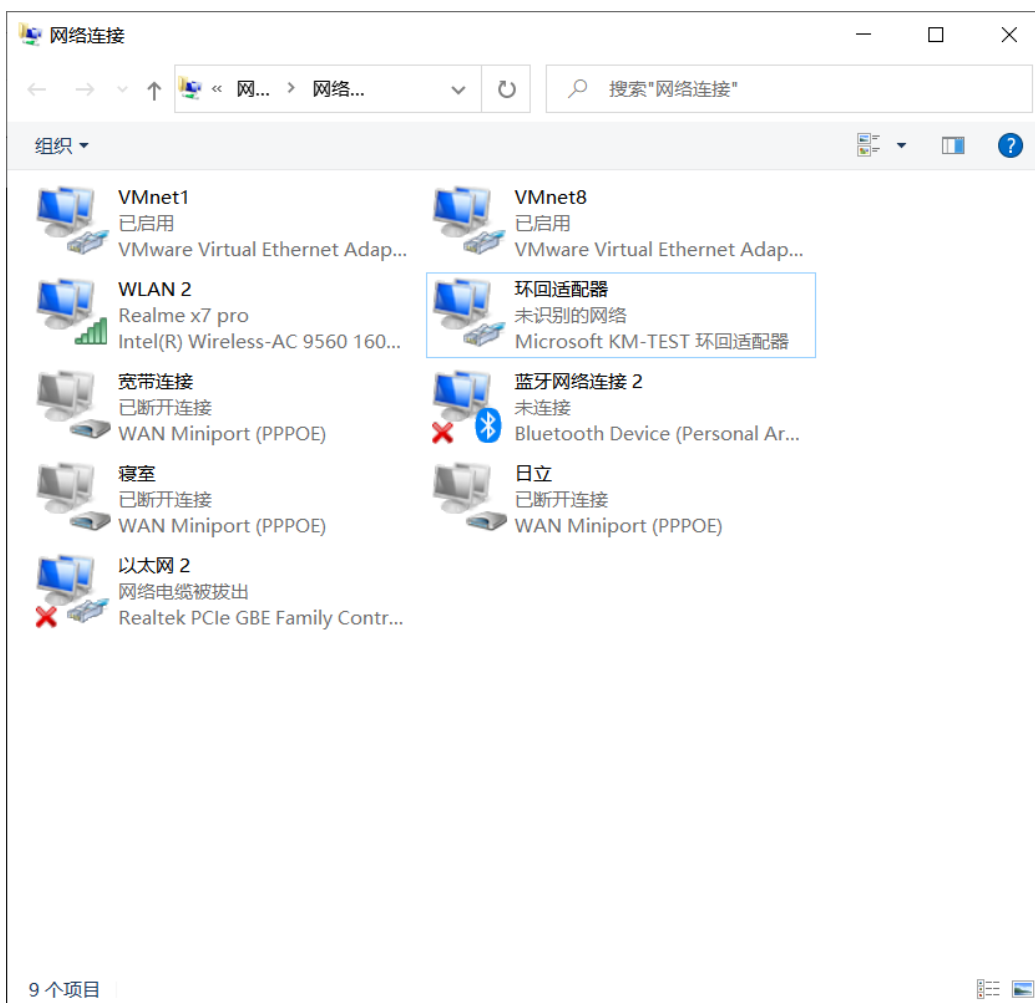 网络连接
« 网... > 网络...
搜索"网络连接"
组织
VMnet1
已启用
VMware Virtual Ethernet Adap...
VMnet8
已启用
VMware Virtual Ethernet Adap...
WLAN 2
Realme x7 pro
Intel(R) Wireless-AC 9560 160...
环回适配器
未识别的网络
Microsoft KM-TEST 环回适配器
宽带连接
已断开连接
WAN Miniport (PPPOE)
蓝牙网络连接 2
未连接
Bluetooth Device (Personal Ar...
寝室
已断开连接
WAN Miniport (PPPOE)
日立
已断开连接
WAN Miniport (PPPOE)
以太网 2
网络电缆被拔出
Realtek PCIe GBE Family Contr...
9 个项目